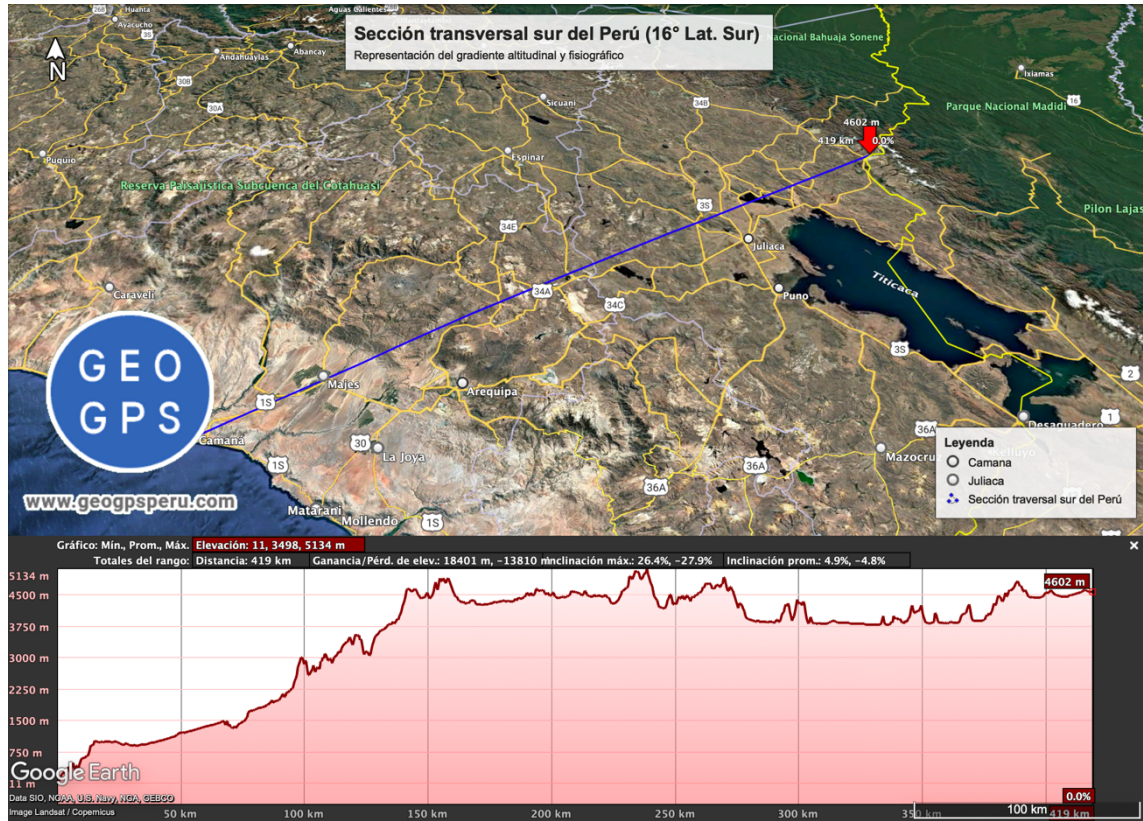 26B
Huanta
Ayacucho
3S
Aguas Calientes
Andahuaylas
Abancay
Sección transversal sur del Perú (16° Lat. Sur)
Representación del gradiente altitudinal y fisiográfico
Nacional Bahuaja Sonene
N
30B
30A
Sicuani
34B
Ixiamas
16
Parque Nacional Madidi
4602 m
419 km 0.0%
Puquio
Espinar
Reserva Paisajística Subcuenca del Cotahuasi
3S
34E
Pilon Lajas
Juliaca
Caraveli
34A
34C
Puno
Titicaca
GEO
GPS
Majes
Arequipa
3S
2
1S
Camaná
30
La Joya
1S
36A
Mazocruz
Desaguadero
1
Kelluyo
36A
36A
www.geogpsperu.com
Matarani
Mollendo
1S
Leyenda
Camana
Juliaca
Sección traversal sur del Perú
Gráfico: Mín., Prom., Máx. Elevación: 11, 3498, 5134 m
Totales del rango: Distancia: 419 km Ganancia/Pérd. de elev.: 18401 m, -13810 m Inclinación máx.: 26.4%, -27.9% Inclinación prom.: 4.9%, -4.8%
5134 m
4500 m
3750 m
3000 m
2250 m
1500 m
750 m
11 m
4602 m
Google Earth
Data SIO, NOAA, U.S. Navy, NGA, GEBCO
Image Landsat / Copernicus
0.0%
50 km
100 km
150 km
200 km
250 km
300 km
350 km
419 km
100 km